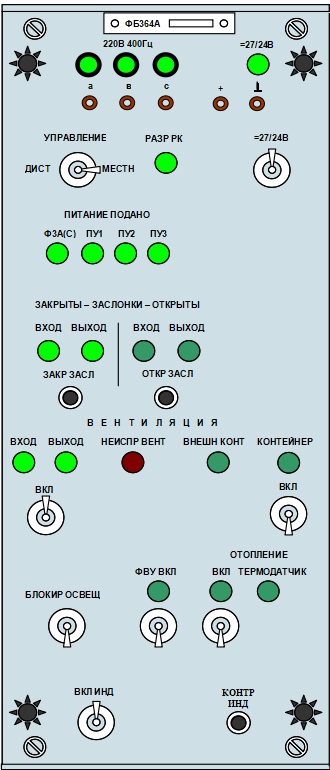 ФБ364А
220В 400Гц =27/24В
а в с + ⊥
УПРАВЛЕНИЕ РАЗР РК =27/24В
ДИСТ МЕСТН
ПИТАНИЕ ПОДАНО
ФЗА(С) ПУ1 ПУ2 ПУ3
ЗАКРЫТЫ – ЗАСЛОНКИ – ОТКРЫТЫ
ВХОД ВЫХОД ВХОД ВЫХОД
ЗАКР ЗАСЛ ОТКР ЗАСЛ
В Е Н Т И Л Я Ц И Я
ВХОД ВЫХОД НЕИСПР ВЕНТ ВНЕШН КОНТ КОНТЕЙНЕР
ВКЛ ВКЛ
ОТОПЛЕНИЕ
ФВУ ВКЛ ВКЛ ТЕРМОДАТЧИК
БЛОКИР ОСВЕЩ
ВКЛ ИНД КОНТР
ИНД